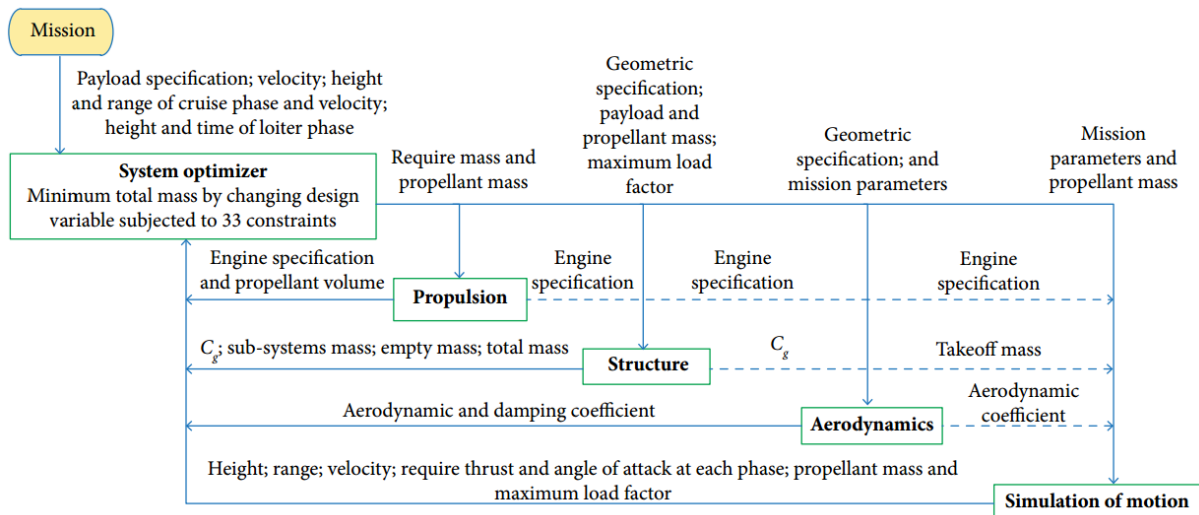 Mission
Payload specification; velocity; height
and range of cruise phase and velocity;
height and time of loiter phase
System optimizer
Minimum total mass by changing design
variable subjected to 33 constraints
Require mass and
propellant mass
Geometric
specification;
payload and
propellant mass;
maximum load
factor
Geometric
specification; and
mission parameters
Mission
parameters and
propellant mass
Engine specification
and propellant volume
Propulsion
Engine
specification
Engine
specification
Engine
specification
Cg; sub-systems mass; empty mass; total mass
Structure
Cg
Takeoff mass
Aerodynamic and damping coefficient
Aerodynamics
Aerodynamic
coefficient
Height; range; velocity; require thrust and angle of attack at each phase; propellant mass and
maximum load factor
Simulation of motion